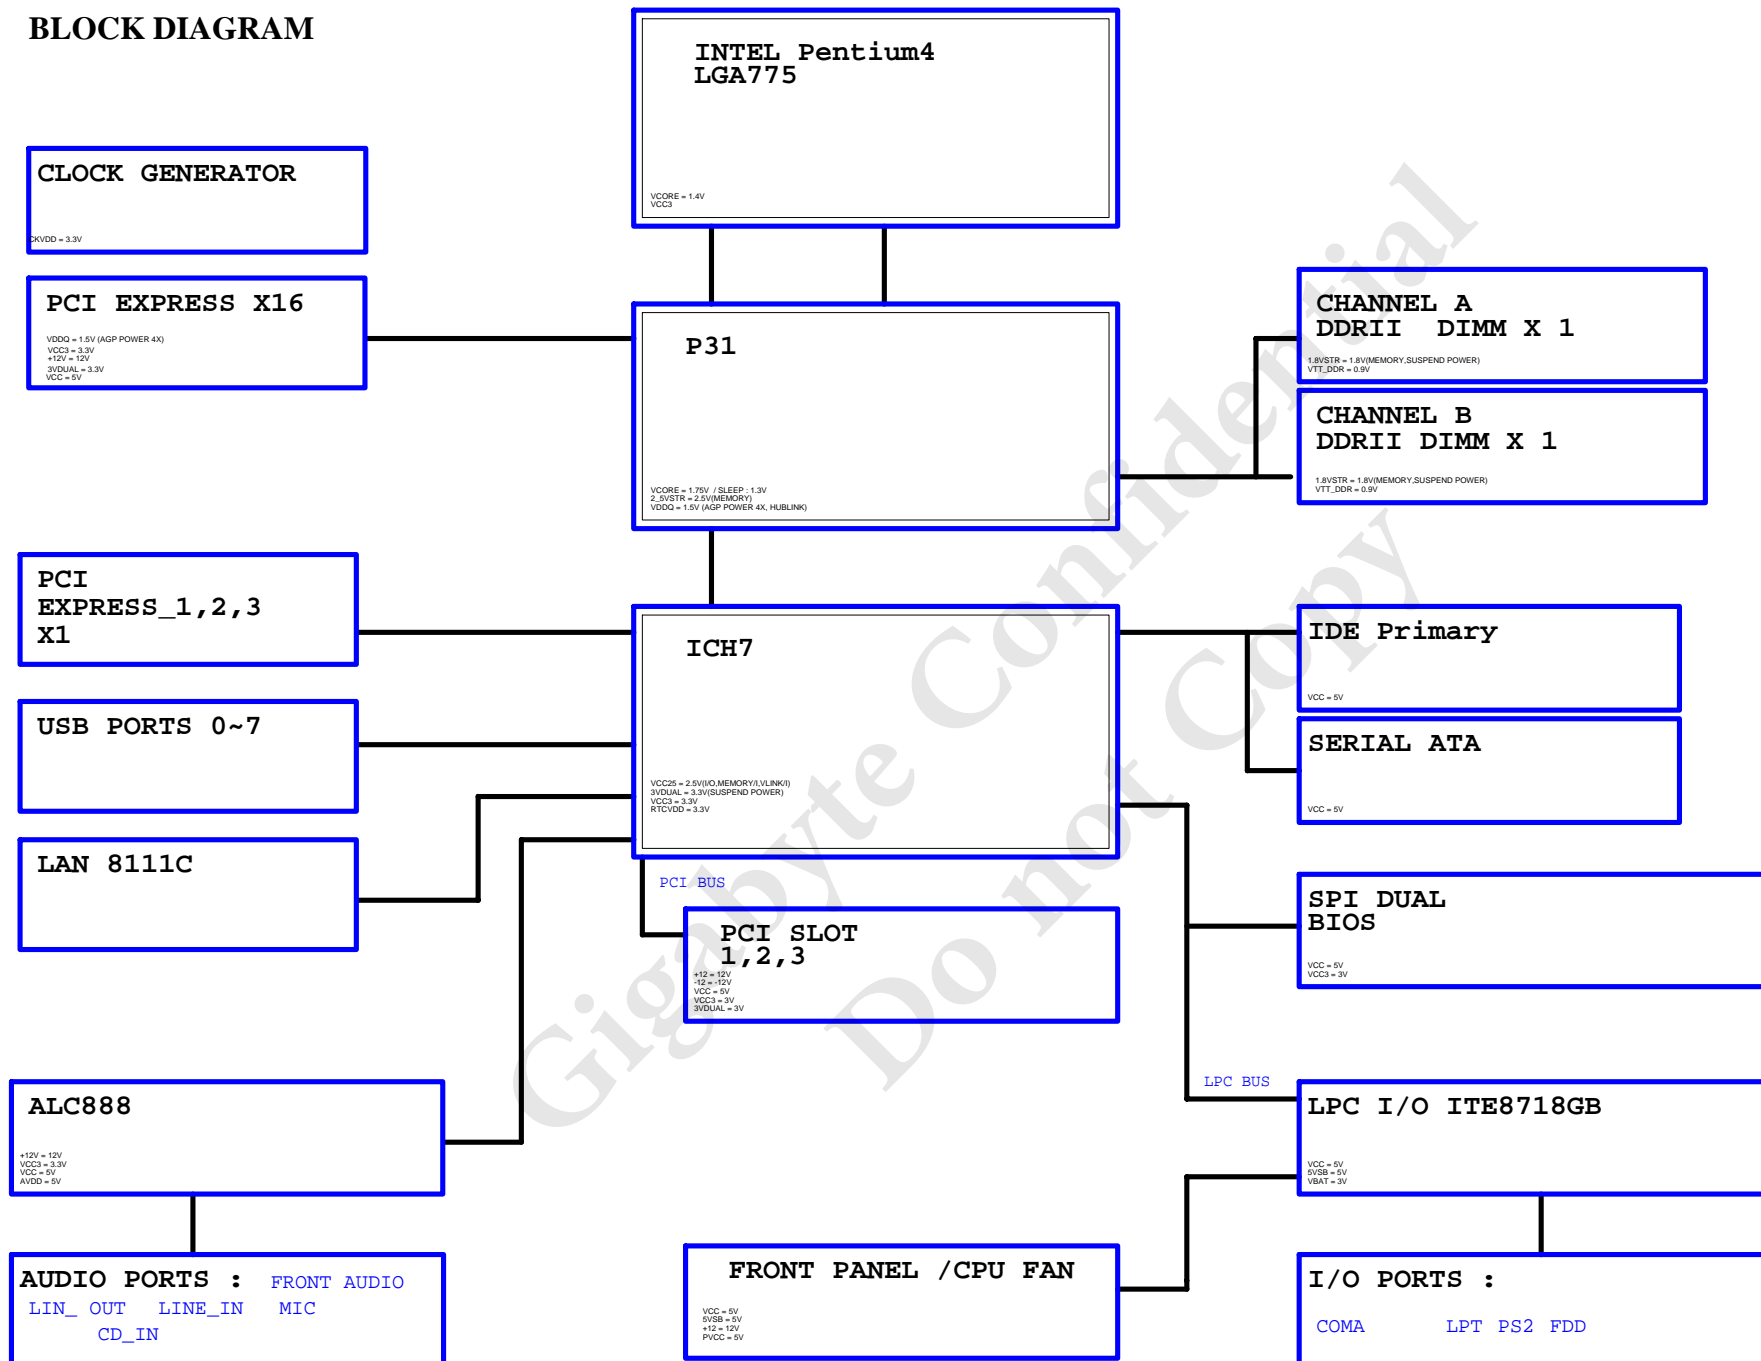 BLOCK DIAGRAM
INTEL Pentium4
LGA775
VCORE = 1.4V
VCC3
CLOCK GENERATOR
CKVDD = 3.3V
PCI EXPRESS X16
VDDQ = 1.5V (AGP POWER 4X)
VCC3 = 3.3V
+12V = 12V
3VDUAL = 3.3V
VCC = 5V
P31
VCORE = 1.75V / SLEEP : 1.3V
2_5VSTR = 2.5V(MEMORY)
VDDQ = 1.5V (AGP POWER 4X, HUBLINK)
CHANNEL A
DDRII DIMM X 1
1.8VSTR = 1.8V(MEMORY,SUSPEND POWER)
VTT_DDR = 0.9V
CHANNEL B
DDRII DIMM X 1
1.8VSTR = 1.8V(MEMORY,SUSPEND POWER)
VTT_DDR = 0.9V
PCI
EXPRESS_1,2,3
X1
USB PORTS 0~7
LAN 8111C
ICH7
VCC25 = 2.5V(I/O,MEMORY/I,VLINK/I)
3VDUAL = 3.3V(SUSPEND POWER)
VCC3 = 3.3V
RTCVDD = 3.3V
IDE Primary
VCC = 5V
SERIAL ATA
VCC = 5V
PCI BUS
PCI SLOT
1,2,3
+12 = 12V
-12 = -12V
VCC = 5V
VCC3 = 3V
3VDUAL = 3V
SPI DUAL
BIOS
VCC = 5V
VCC3 = 3V
LPC BUS
LPC I/O ITE8718GB
VCC = 5V
5VSB = 5V
VBAT = 3V
ALC888
+12V = 12V
VCC3 = 3.3V
VCC = 5V
AVDD = 5V
AUDIO PORTS : FRONT AUDIO
LIN_ OUT LINE_IN MIC
CD_IN
FRONT PANEL /CPU FAN
VCC = 5V
5VSB = 5V
+12 = 12V
PVCC = 5V
I/O PORTS :
COMA LPT PS2 FDD
Gigabyte Confidential
Do not Copy